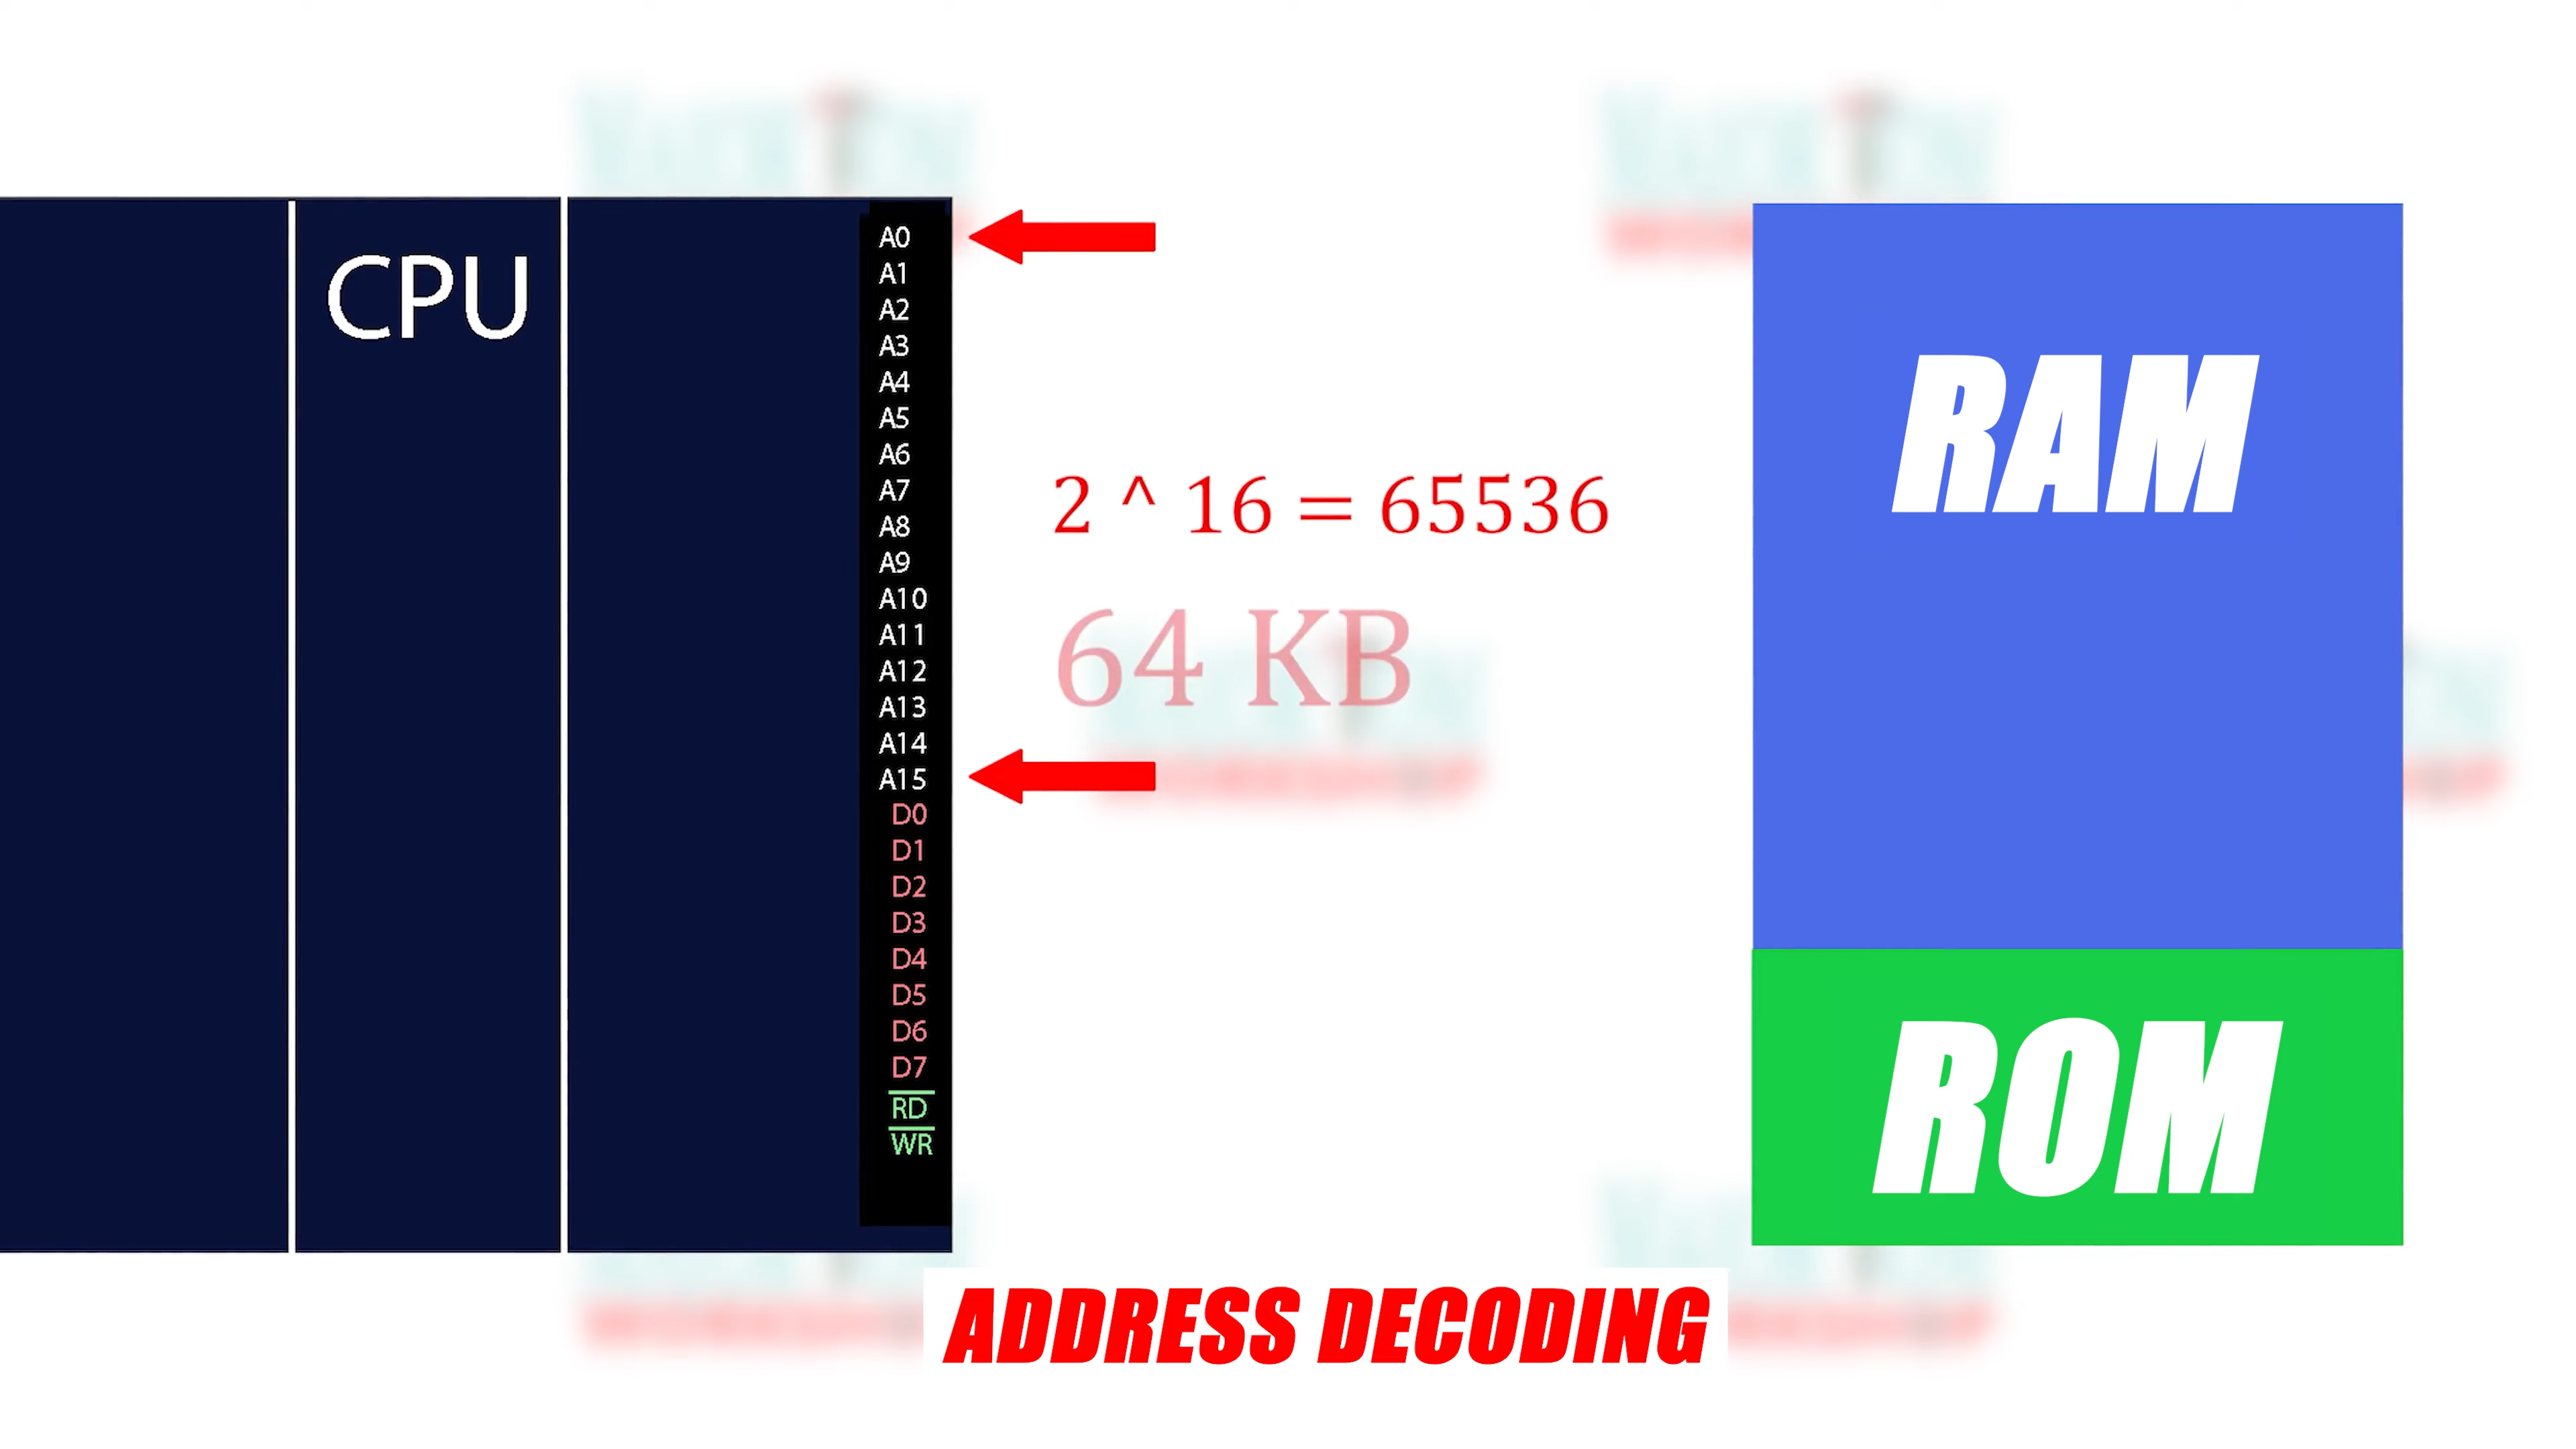 CPU
A0
A1
A2
A3
A4
A5
A6
A7
A8
A9
A10
A11
A12
A13
A14
A15
D0
D1
D2
D3
D4
D5
D6
D7
RD
WR
2 ^ 16 = 65536
64 KB
RAM
ROM
ADDRESS DECODING